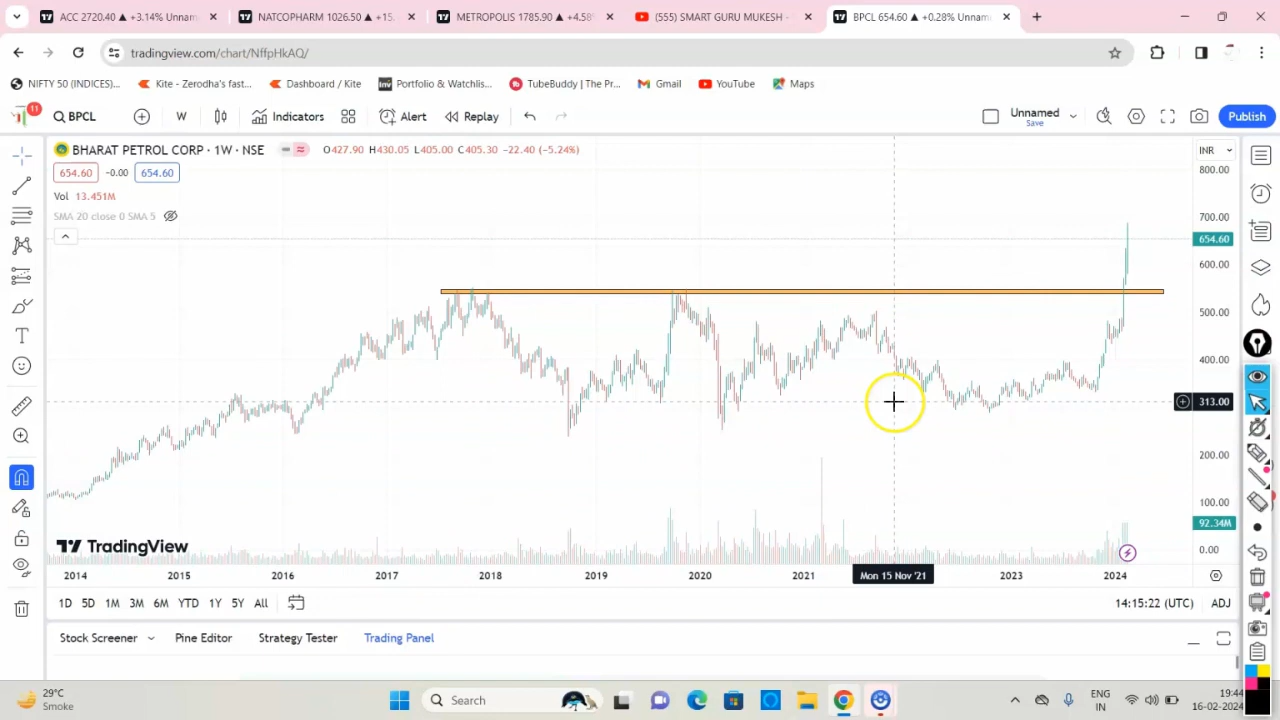 ACC 2720.40 ▲ +3.14% Unnam
NATCOPHARM 1026.50 ▲ +15.
METROPOLIS 1785.90 ▲ +4.58%
(555) SMART GURU MUKESH -
BPCL 654.60 ▲ +0.28% Unnam
tradingview.com/chart/NffpHkAQ/
NIFTY 50 (INDICES)...
Kite - Zerodha's fast...
Dashboard / Kite
Inv Portfolio & Watchlis...
TubeBuddy | The Pr...
Gmail
YouTube
Maps
11
BPCL
W
Indicators
Alert
Replay
Unnamed
Save
Publish
BHARAT PETROL CORP · 1W · NSE
O427.90 H430.05 L405.00 C405.30 -22.40 (-5.24%)
INR
654.60 -0.00 654.60
Vol 13.451M
SMA 20 close 0 SMA 5
800.00
700.00
654.60
600.00
500.00
400.00
313.00
200.00
100.00
92.34M
0.00
TradingView
2014 2015 2016 2017 2018 2019 2020 2021 Mon 15 Nov '21 2023 2024
1D 5D 1M 3M 6M YTD 1Y 5Y All
14:15:22 (UTC) ADJ
Stock Screener Pine Editor Strategy Tester Trading Panel
29°C
Smoke
Search
ENG
IN
19:44
16-02-2024